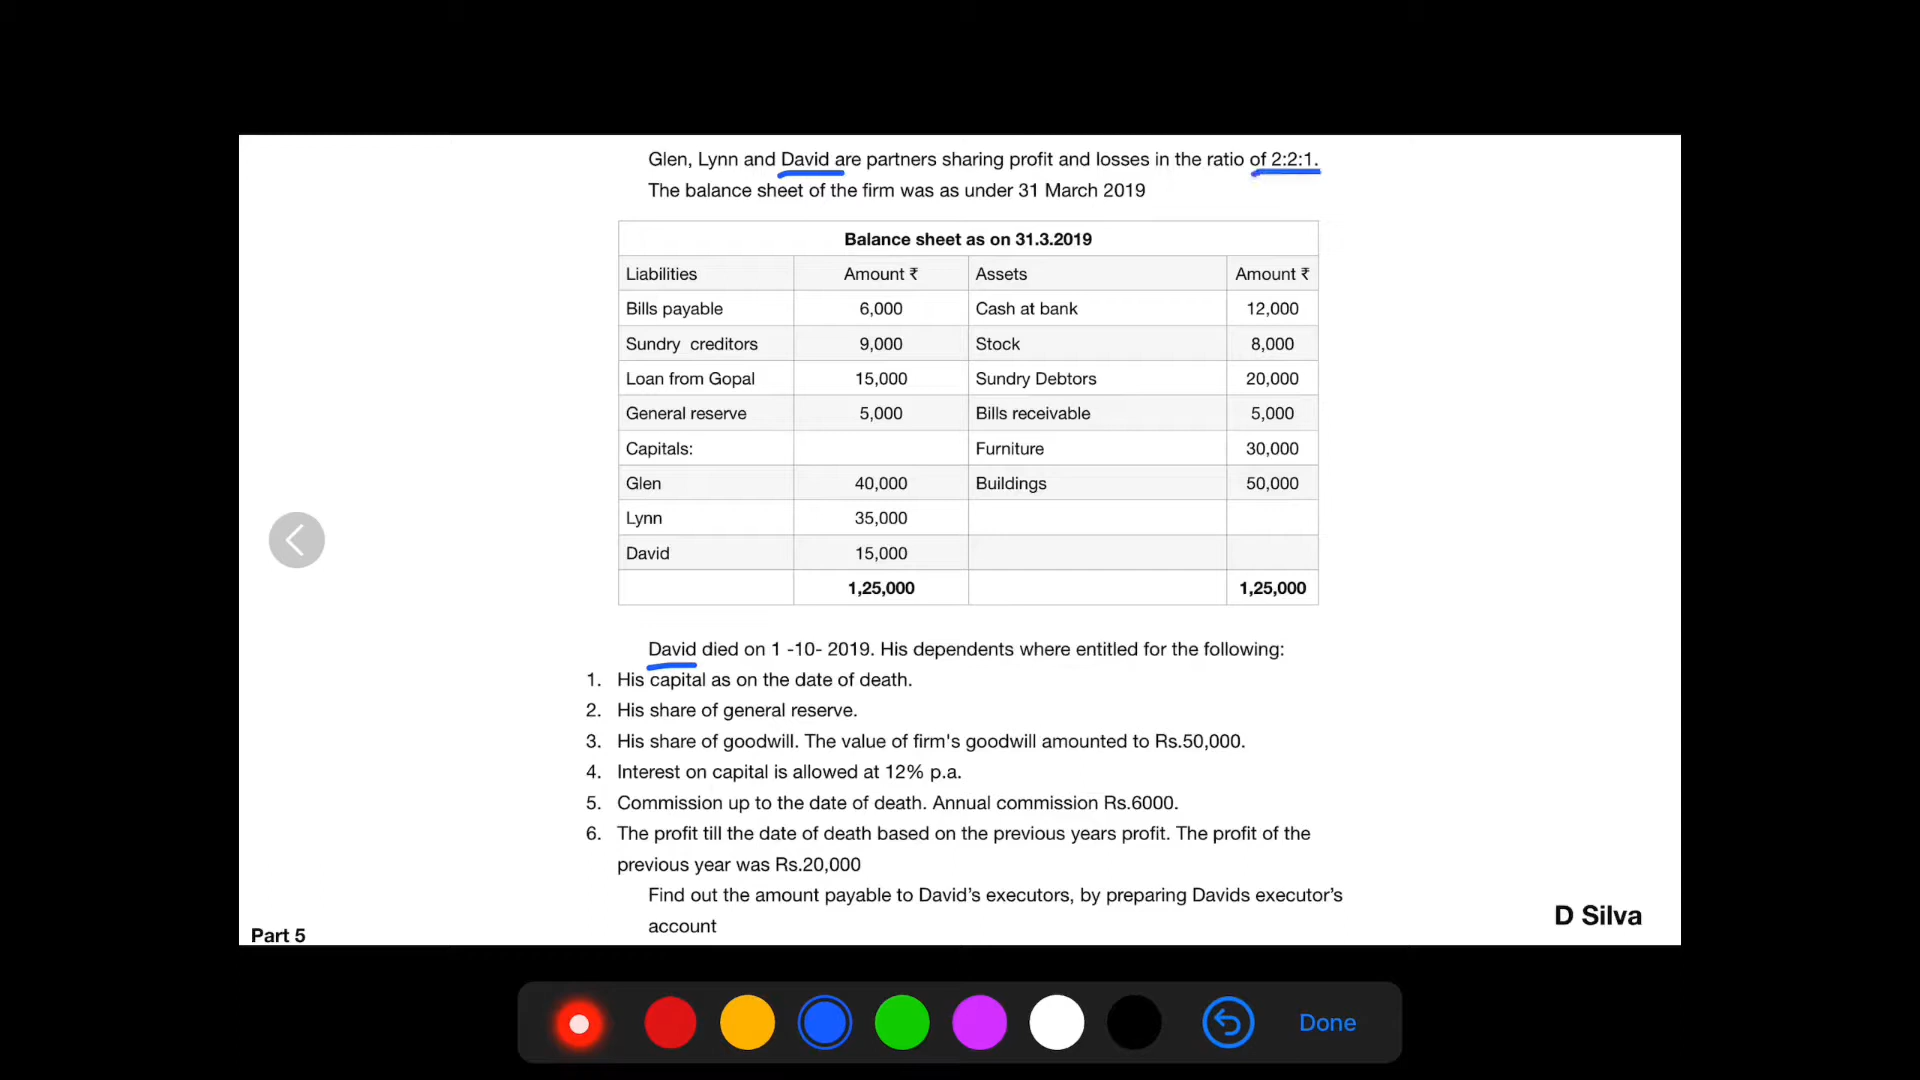 Glen, Lynn and David are partners sharing profit and losses in the ratio of 2:2:1.
The balance sheet of the firm was as under 31 March 2019
Balance sheet as on 31.3.2019
Liabilities Amount ₹ Assets Amount ₹
Bills payable 6,000 Cash at bank 12,000
Sundry creditors 9,000 Stock 8,000
Loan from Gopal 15,000 Sundry Debtors 20,000
General reserve 5,000 Bills receivable 5,000
Capitals: Furniture 30,000
Glen 40,000 Buildings 50,000
Lynn 35,000
David 15,000
1,25,000 1,25,000
David died on 1 -10- 2019. His dependents where entitled for the following:
1. His capital as on the date of death.
2. His share of general reserve.
3. His share of goodwill. The value of firm's goodwill amounted to Rs.50,000.
4. Interest on capital is allowed at 12% p.a.
5. Commission up to the date of death. Annual commission Rs.6000.
6. The profit till the date of death based on the previous years profit. The profit of the
previous year was Rs.20,000
Find out the amount payable to David’s executors, by preparing Davids executor’s
account
D Silva
Part 5
Done